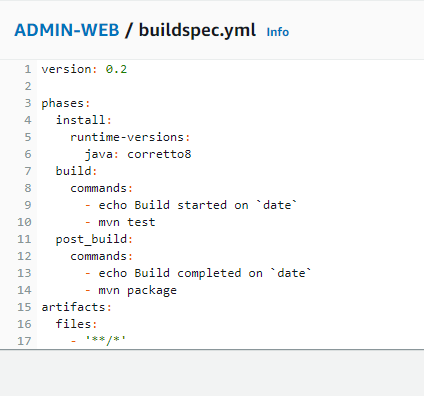 ADMIN-WEB / buildspec.yml Info
1 version: 0.2
2
3 phases:
4   install:
5     runtime-versions:
6       java: corretto8
7   build:
8     commands:
9       - echo Build started on `date`
10       - mvn test
11   post_build:
12     commands:
13       - echo Build completed on `date`
14       - mvn package
15 artifacts:
16   files:
17     - '**/*'